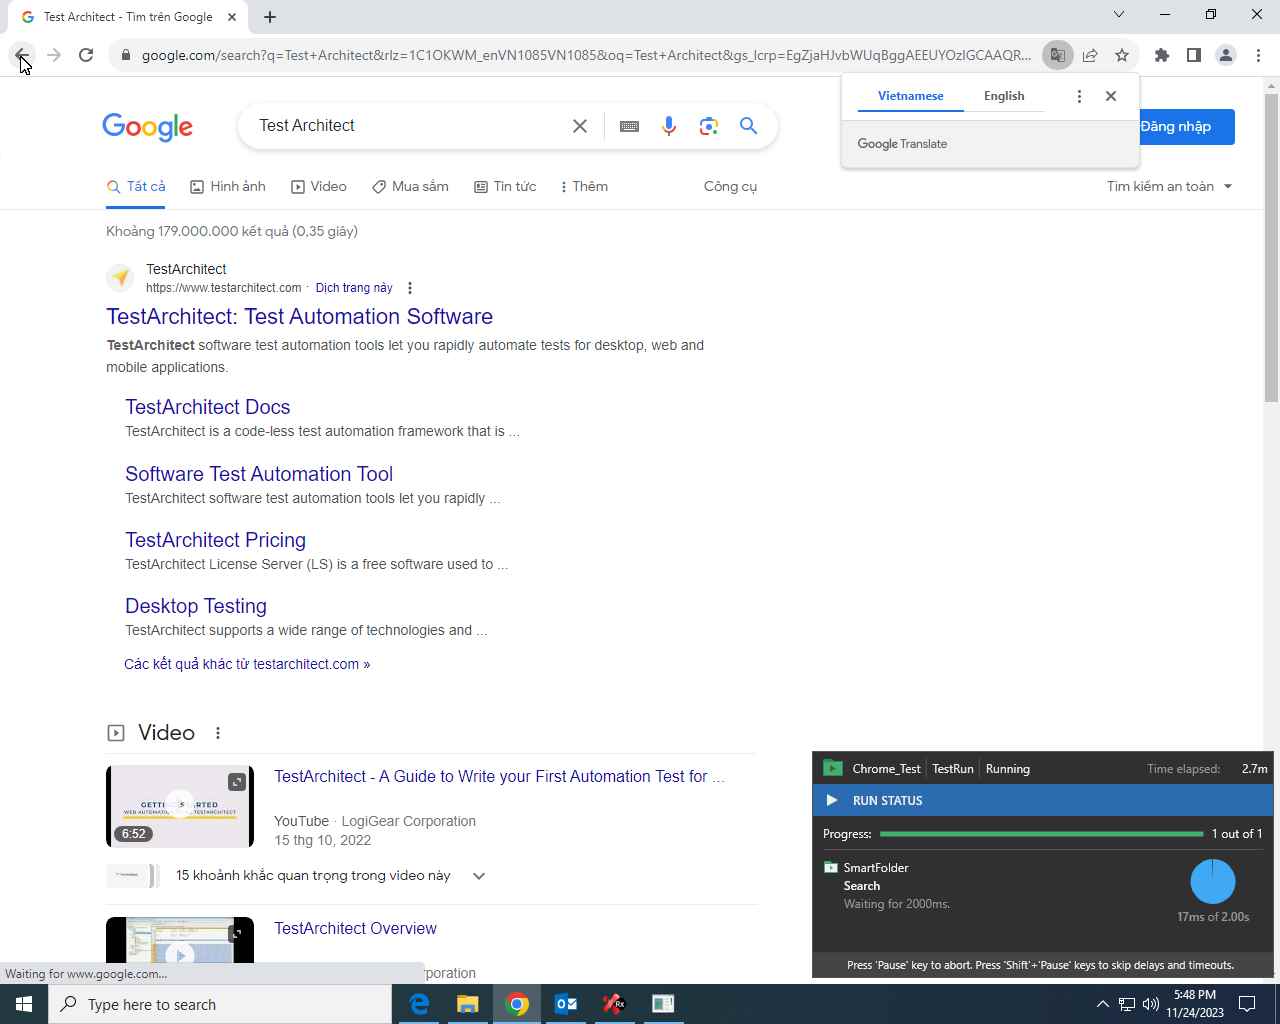 Test Architect - Tìm trên Google
google.com/search?q=Test+Architect&rlz=1C1OKWM_enVN1085VN1085&oq=Test+Architect&gs_lcrp=EgZjaHJvbWUqBggAEEUYOzIGCAAQR...
Vietnamese English
Google Translate
Google
Test Architect
Đăng nhập
Tất cả Hình ảnh Video Mua sắm Tin tức Thêm Công cụ Tìm kiếm an toàn
Khoảng 179.000.000 kết quả (0,35 giây)
TestArchitect
https://www.testarchitect.com · Dịch trang này
TestArchitect: Test Automation Software
TestArchitect software test automation tools let you rapidly automate tests for desktop, web and
mobile applications.
TestArchitect Docs
TestArchitect is a code-less test automation framework that is ...
Software Test Automation Tool
TestArchitect software test automation tools let you rapidly ...
TestArchitect Pricing
TestArchitect License Server (LS) is a free software used to ...
Desktop Testing
TestArchitect supports a wide range of technologies and ...
Các kết quả khác từ testarchitect.com »
Video
TestArchitect - A Guide to Write your First Automation Test for ...
6:52
YouTube · LogiGear Corporation
15 thg 10, 2022
15 khoảnh khắc quan trọng trong video này
TestArchitect Overview
Waiting for www.google.com...
Chrome_Test TestRun Running Time elapsed: 2.7m
RUN STATUS
Progress: 1 out of 1
SmartFolder
Search
Waiting for 2000ms.
17ms of 2.00s
Press 'Pause' key to abort. Press 'Shift'+'Pause' keys to skip delays and timeouts.
Type here to search
5:48 PM
11/24/2023